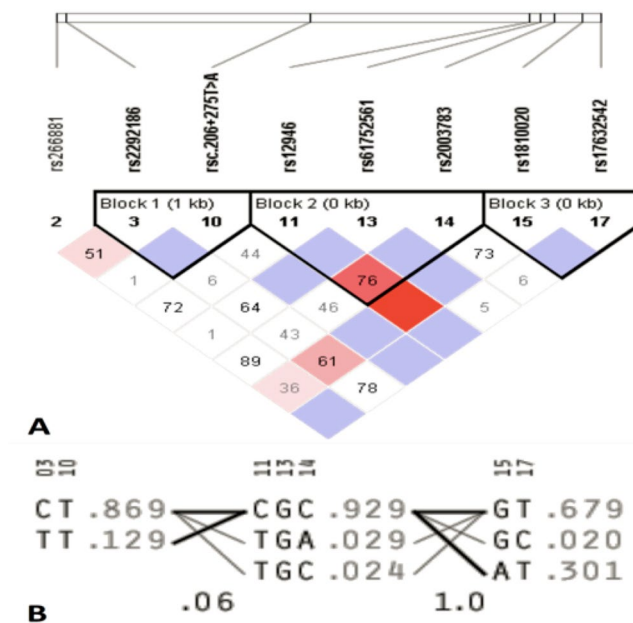 rs266881 rs2292186 rsc.206+275T>A rs12946 rs61752561 rs2003783 rs1810020 rs17632542
Block 1 (1 kb) Block 2 (0 kb) Block 3 (0 kb)
2 3 10 11 13 14 15 17
51 44 73
1 6 76 6
72 64 46 5
1 43
89 61
36 78
A
03 10 11 13 14 15 17
CT .869 CGC .929 GT .679
TT .129 TGA .029 GC .020
TGC .024 AT .301
.06 1.0
B